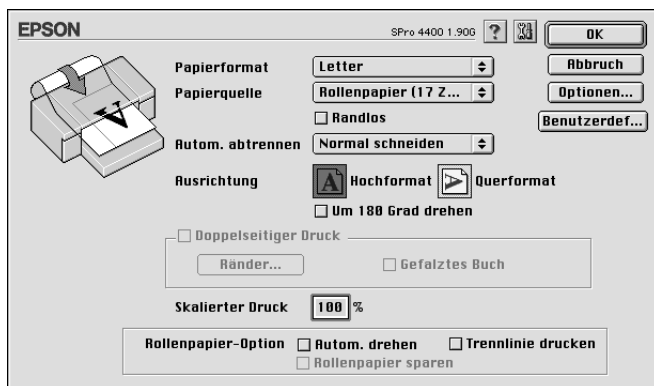 EPSON SPro 4400 1.90G ? OK
Papierformat Letter Abbruch
Papierquelle Rollenpapier (17 Z... Optionen...
Randlos Benutzerdef...
Autom. abtrennen Normal schneiden
Ausrichtung A Hochformat A Querformat
Um 180 Grad drehen
Doppelseitiger Druck
Ränder... Gefalztes Buch
Skalierter Druck 100 %
Rollenpapier-Option Autom. drehen Trennlinie drucken
Rollenpapier sparen